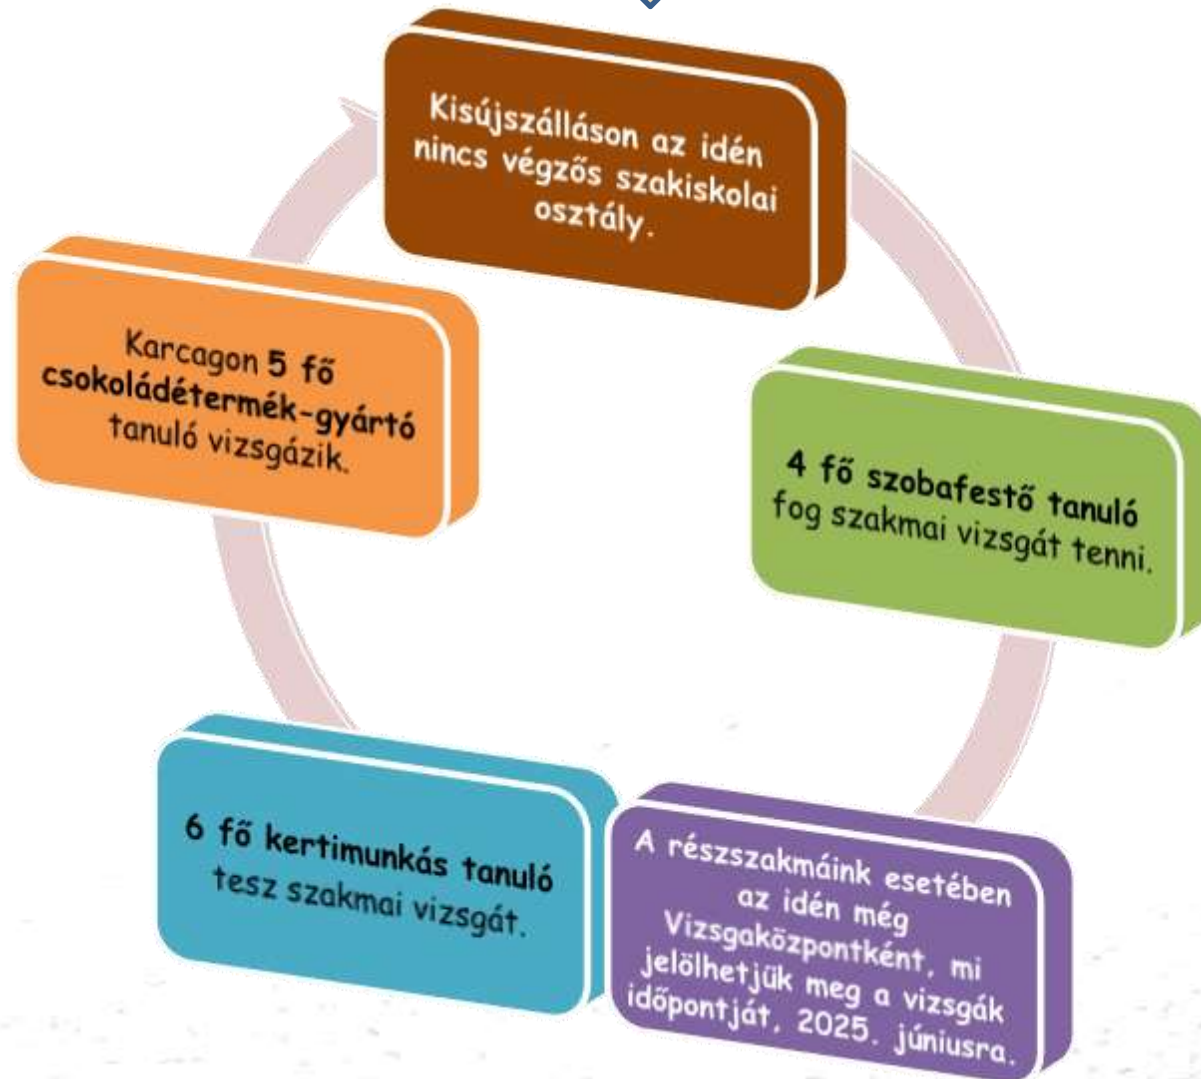 Kisújszálláson az idén
nincs végzős szakiskolai
osztály.
4 fő szobafestő tanuló
fog szakmai vizsgát tenni.
A részszakmáink esetében
az idén még
Vizsgaközpontként, mi
jelölhetjük meg a vizsgák
időpontját, 2025. júniusra.
6 fő kertimunkás tanuló
tesz szakmai vizsgát.
Karcagon 5 fő
csokoládétermék-gyártó
tanuló vizsgázik.